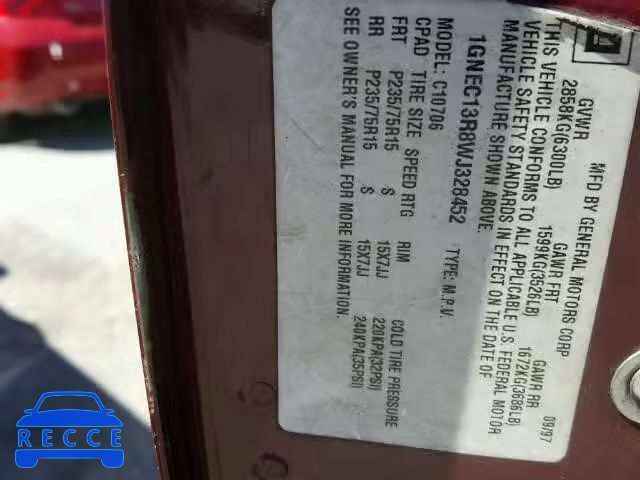 MFD BY GENERAL MOTORS CORP 09/97
GVWR GAWR FRT GAWR RR
2858KG(6300LB) 1599KG(3526LB) 1672KG(3686LB)
THIS VEHICLE CONFORMS TO ALL APPLICABLE U.S. FEDERAL MOTOR
VEHICLE SAFETY STANDARDS IN EFFECT ON THE DATE OF
MANUFACTURE SHOWN ABOVE.
1GNEC13R8WJ328452 TYPE: M.P.V.
MODEL: C10706
CPAD TIRE SIZE SPEED RTG RIM COLD TIRE PRESSURE
FRT P235/75R15 S 15X7JJ 220KPA(32PSI)
RR P235/75R15 S 15X7JJ 240KPA(35PSI)
SEE OWNER'S MANUAL FOR MORE INFORMATION.
RECCE